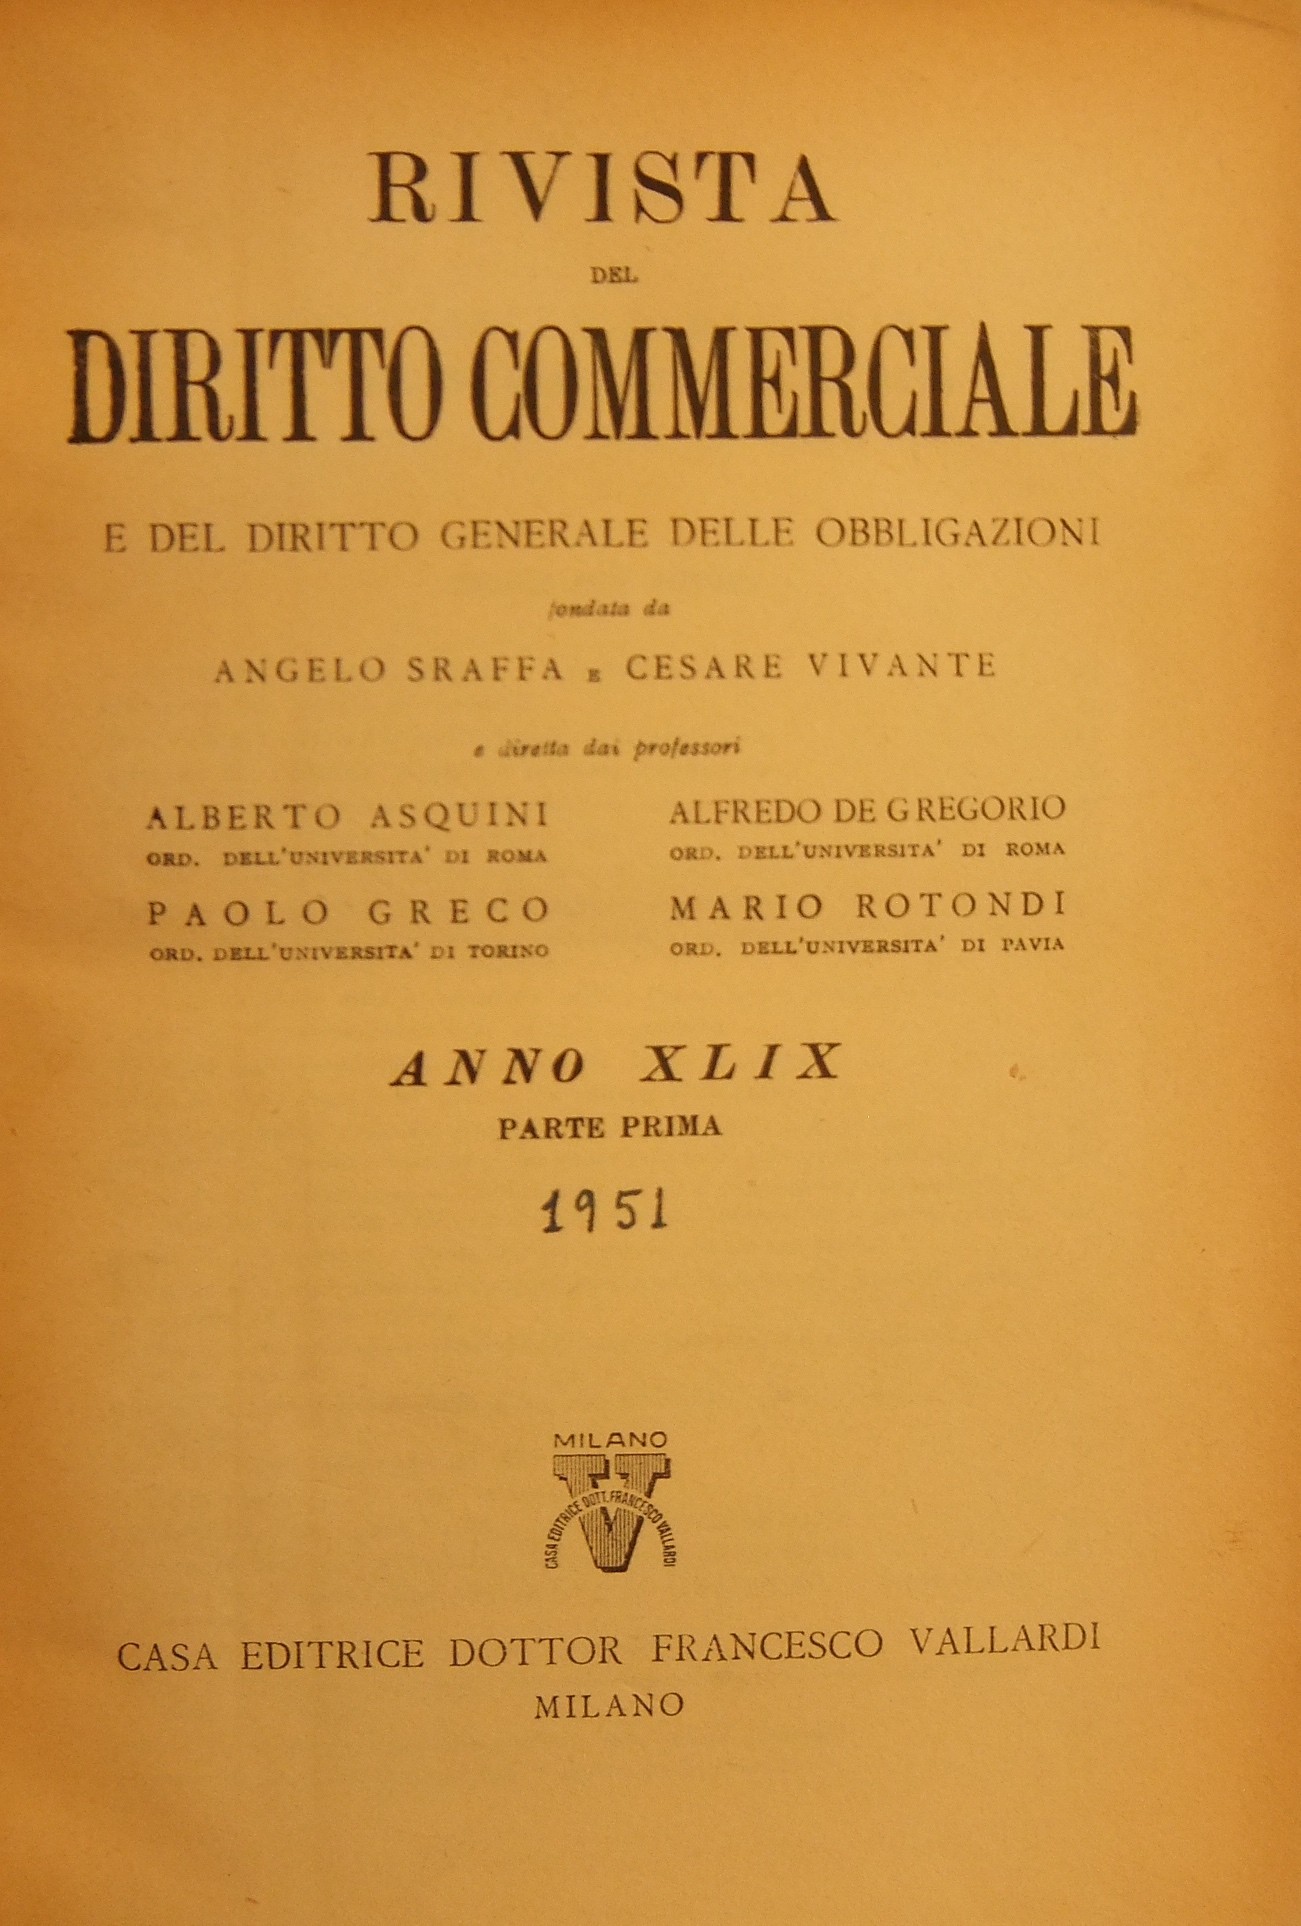 RIVISTA
DEL
DIRITTO COMMERCIALE
E DEL DIRITTO GENERALE DELLE OBBLIGAZIONI
fondata da
ANGELO SRAFFA E CESARE VIVANTE
e diretta dai professori
ALBERTO ASQUINI
ORD. DELL'UNIVERSITA' DI ROMA
ALFREDO DE GREGORIO
ORD. DELL'UNIVERSITA' DI ROMA
PAOLO GRECO
ORD. DELL'UNIVERSITA' DI TORINO
MARIO ROTONDI
ORD. DELL'UNIVERSITA' DI PAVIA
ANNO XLIX
PARTE PRIMA
1951
MILANO
V
CASA EDITRICE DOTT. FRANCESCO VALLARDI
CASA EDITRICE DOTTOR FRANCESCO VALLARDI
MILANO